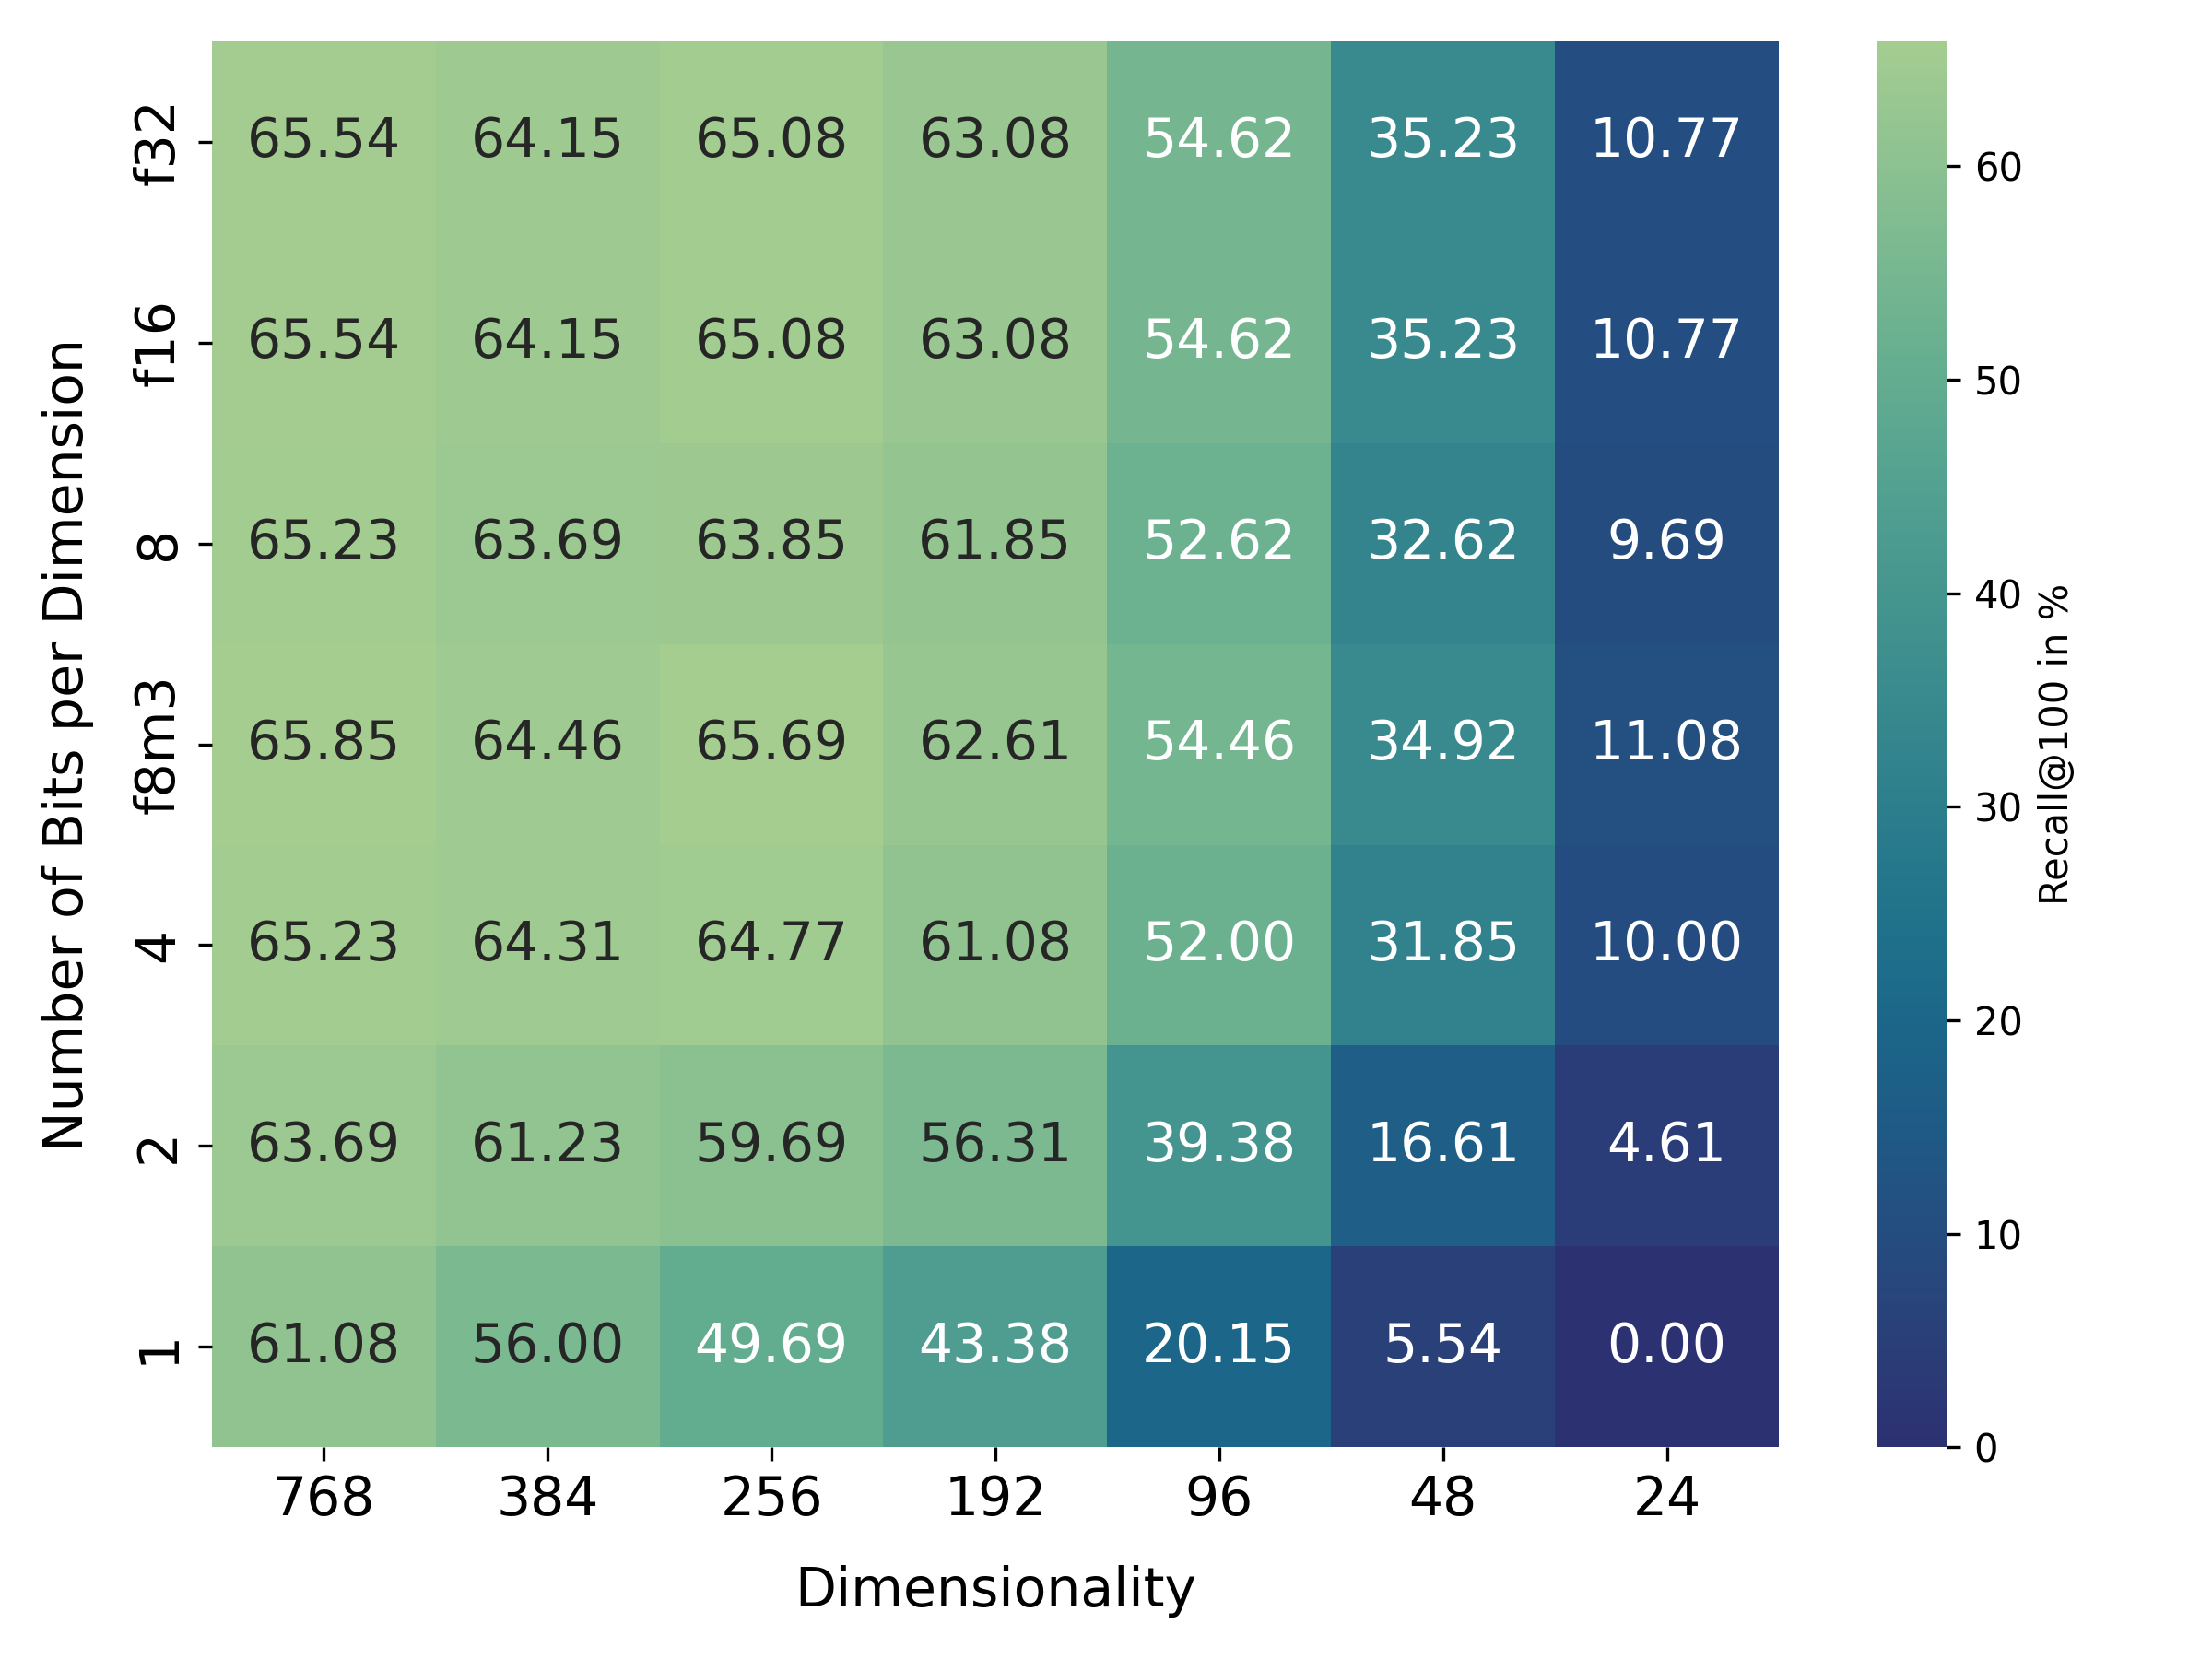 Number of Bits per Dimension
f32 65.54 64.15 65.08 63.08 54.62 35.23 10.77
f16 65.54 64.15 65.08 63.08 54.62 35.23 10.77
8 65.23 63.69 63.85 61.85 52.62 32.62 9.69
f8m3 65.85 64.46 65.69 62.61 54.46 34.92 11.08
4 65.23 64.31 64.77 61.08 52.00 31.85 10.00
2 63.69 61.23 59.69 56.31 39.38 16.61 4.61
1 61.08 56.00 49.69 43.38 20.15 5.54 0.00
768 384 256 192 96 48 24
Dimensionality
60
50
40
30
20
10
0
Recall@100 in %